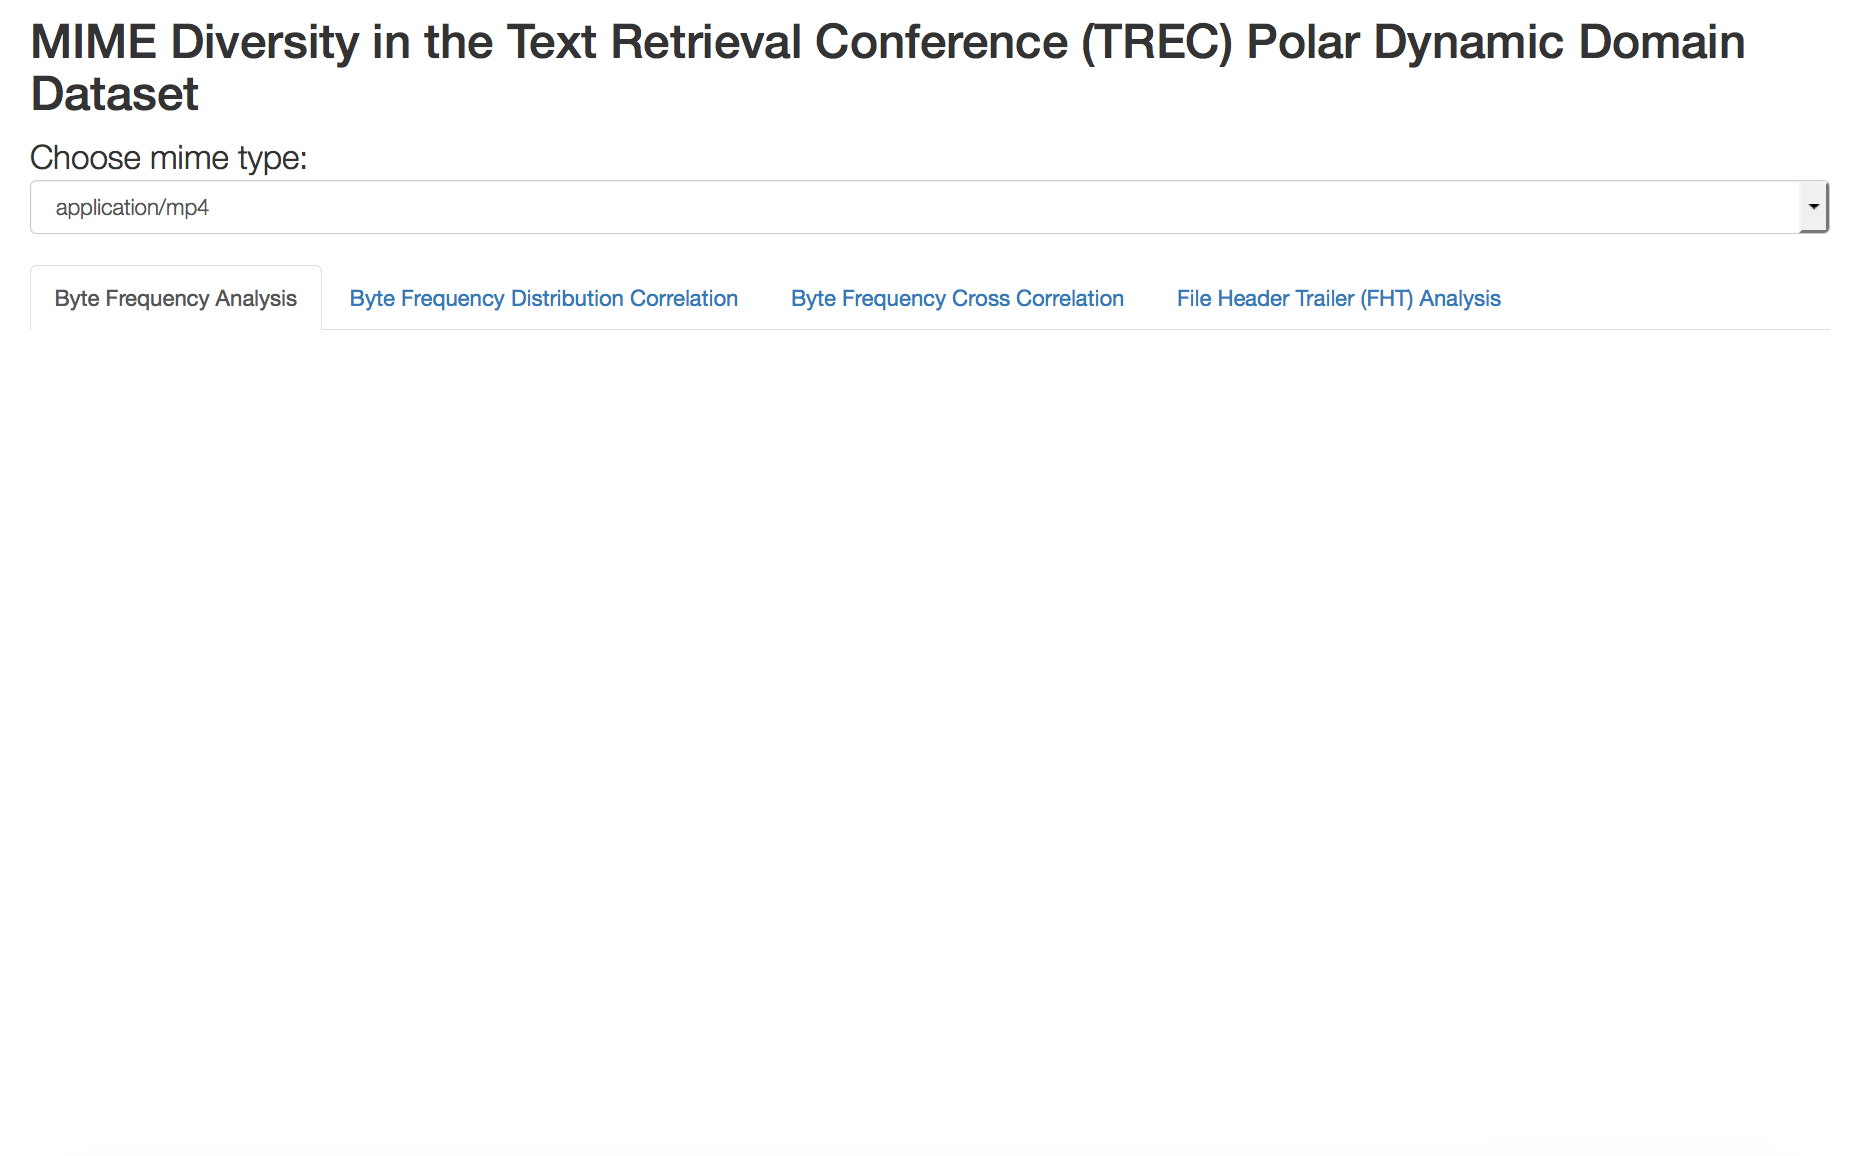 MIME Diversity in the Text Retrieval Conference (TREC) Polar Dynamic Domain
Dataset
Choose mime type:
application/mp4
Byte Frequency Analysis Byte Frequency Distribution Correlation Byte Frequency Cross Correlation File Header Trailer (FHT) Analysis